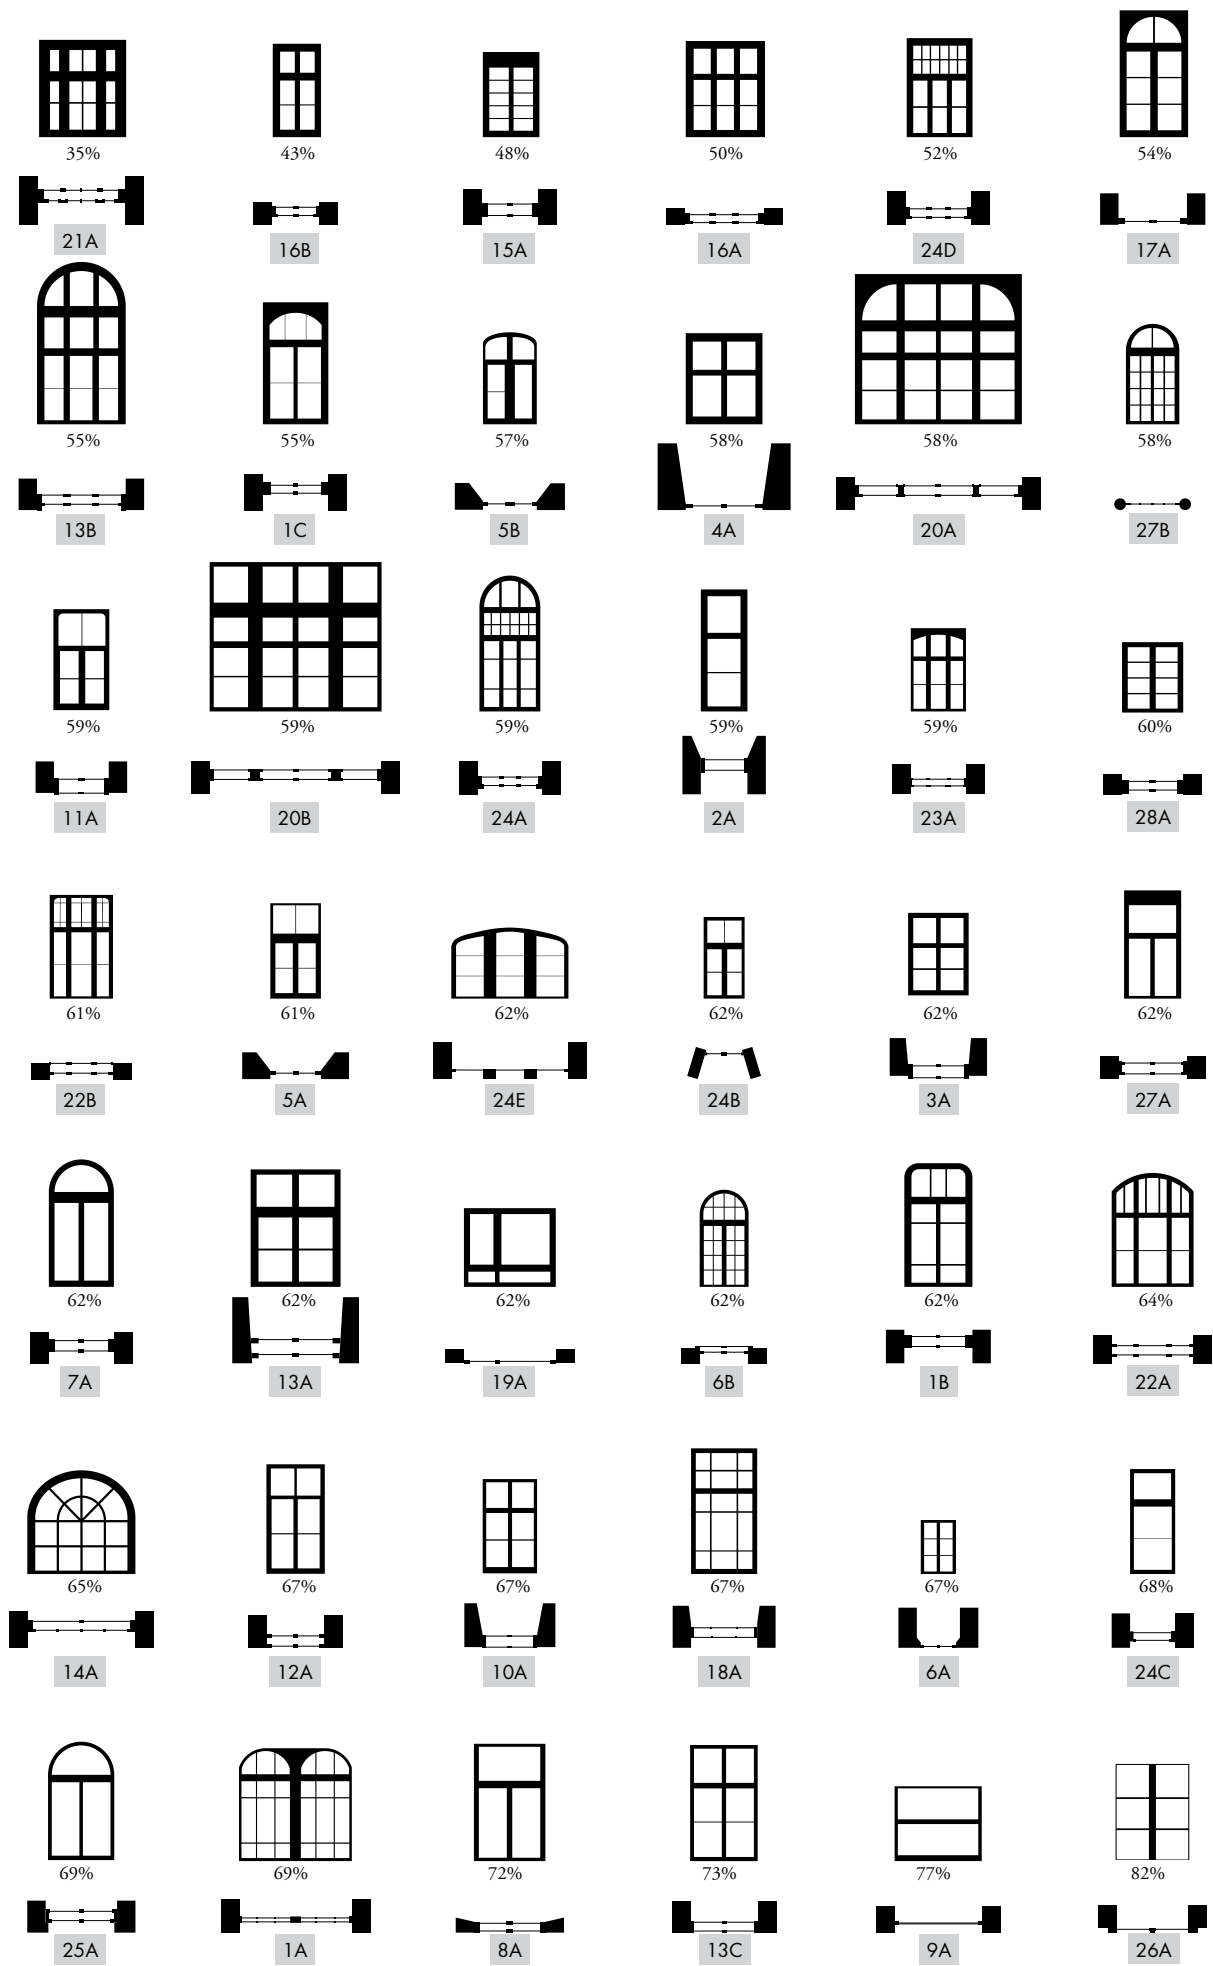 35% 43% 48% 50% 52% 54%
21A 16B 15A 16A 24D 17A
55% 55% 57% 58% 58% 58%
13B 1C 5B 4A 20A 27B
59% 59% 59% 59% 59% 60%
11A 20B 24A 2A 23A 28A
61% 61% 62% 62% 62% 62%
22B 5A 24E 24B 3A 27A
62% 62% 62% 62% 62% 64%
7A 13A 19A 6B 1B 22A
65% 67% 67% 67% 67% 68%
14A 12A 10A 18A 6A 24C
69% 69% 72% 73% 77% 82%
25A 1A 8A 13C 9A 26A